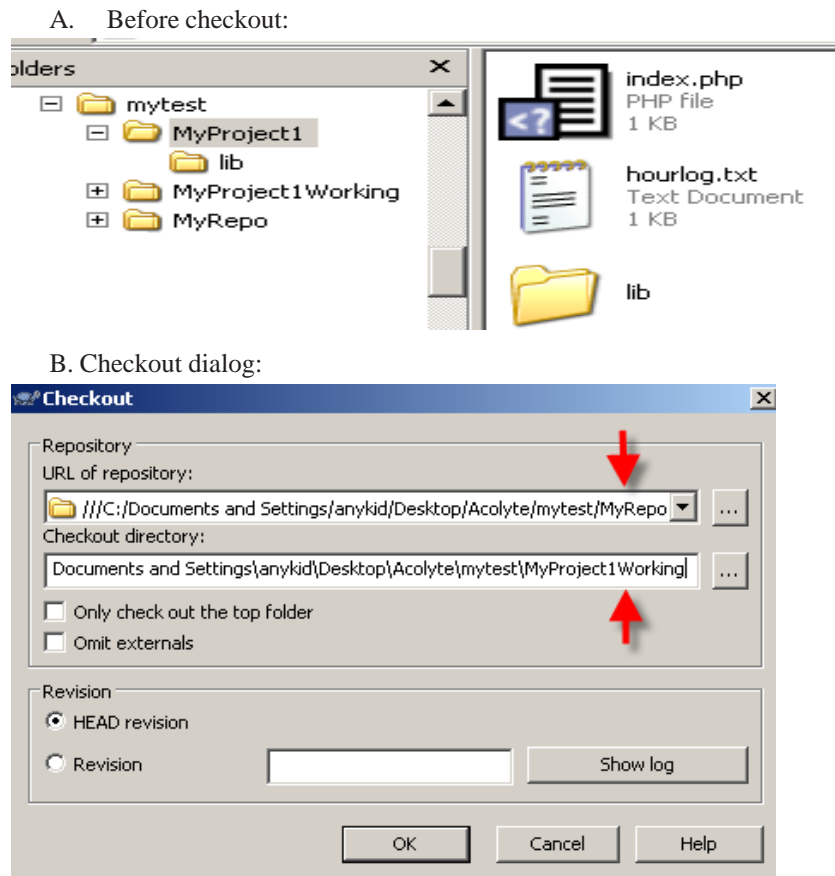 A. Before checkout:
olders
mytest
MyProject1
lib
MyProject1Working
MyRepo
index.php
PHP file
1 KB
hourlog.txt
Text Document
1 KB
lib
B. Checkout dialog:
Checkout
Repository
URL of repository:
///C:/Documents and Settings/anykid/Desktop/Acolyte/mytest/MyRepo
...
Checkout directory:
Documents and Settings\anykid\Desktop\Acolyte\mytest\MyProject1Working
...
Only check out the top folder
Omit externals
Revision
HEAD revision
Revision
Show log
OK
Cancel
Help